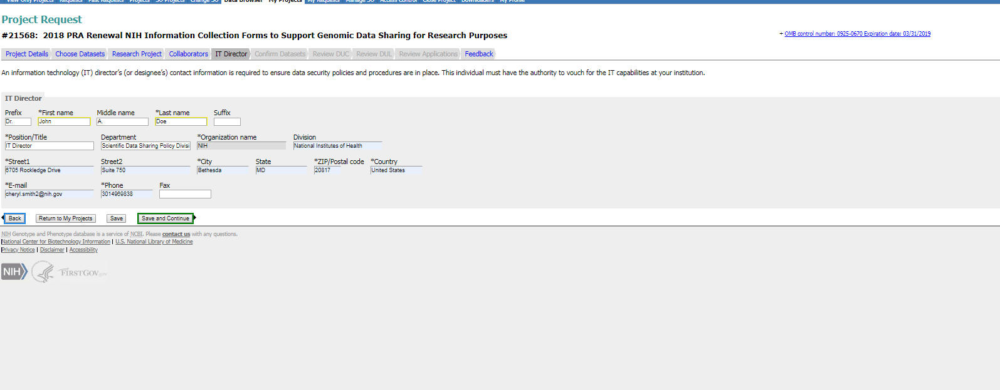 View Only Projects Requests Past Requests Projects SO Projects Change SO Data Browser My Projects My Requests Manage SO Access Control Close Project Downloaders My Profile
Project Request
#21568: 2018 PRA Renewal NIH Information Collection Forms to Support Genomic Data Sharing for Research Purposes
+ OMB control number: 0925-0670 Expiration date: 03/31/2019
Project Details Choose Datasets Research Project Collaborators IT Director Confirm Datasets Review DUC Review DUL Review Applications Feedback
An information technology (IT) director's (or designee's) contact information is required to ensure data security policies and procedures are in place. This individual must have the authority to vouch for the IT capabilities at your institution.
IT Director
Prefix *First name Middle name *Last name Suffix
Dr. John A. Doe
*Position/Title Department *Organization name Division
IT Director Scientific Data Sharing Policy Divisi NIH National Institutes of Health
*Street1 Street2 *City State *ZIP/Postal code *Country
6705 Rockledge Drive Suite 750 Bethesda MD 20817 United States
*E-mail *Phone Fax
cheryl.smith2@nih.gov 3014969838
Back Return to My Projects Save Save and Continue
NIH Genotype and Phenotype database is a service of NCBI. Please contact us with any questions.
National Center for Biotechnology Information | U.S. National Library of Medicine
Privacy Notice | Disclaimer | Accessibility
NIH FIRSTGOV.gov